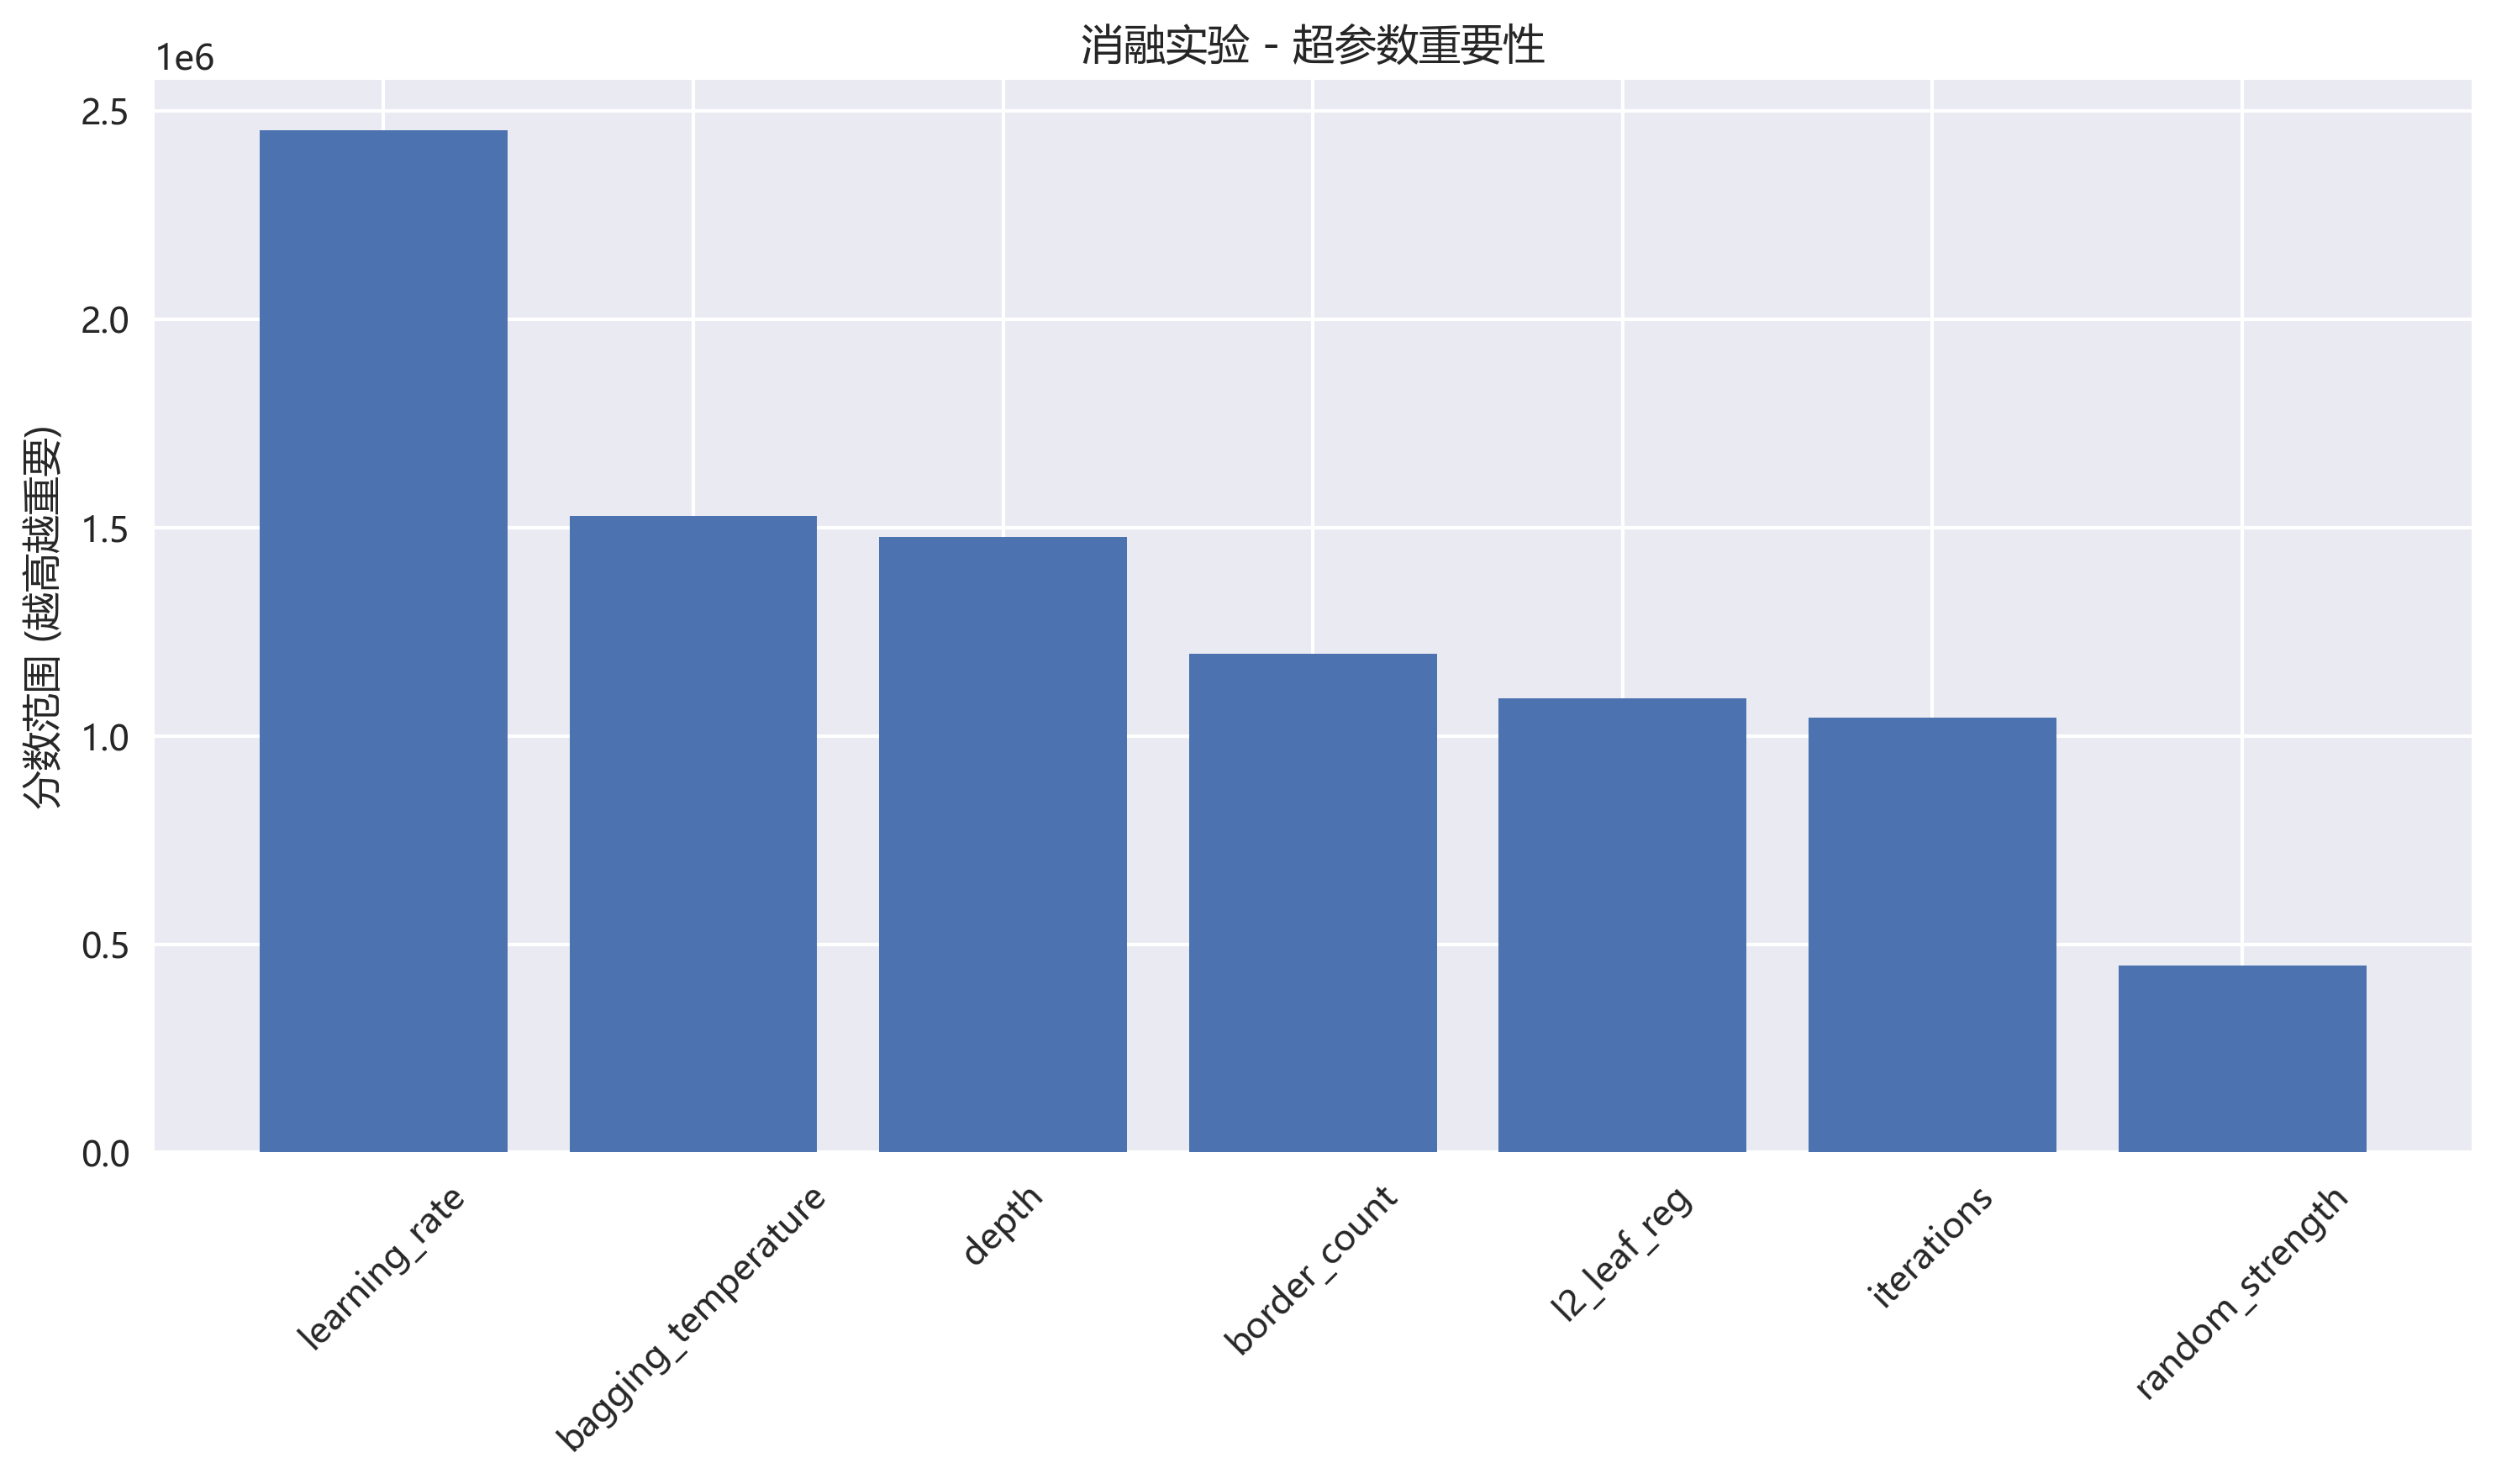 消融实验 - 超参数重要性
1e6
2.5
2.0
1.5
1.0
0.5
0.0
分数范围 (越高越重要)
learning_rate
bagging_temperature
depth
border_count
l2_leaf_reg
iterations
random_strength